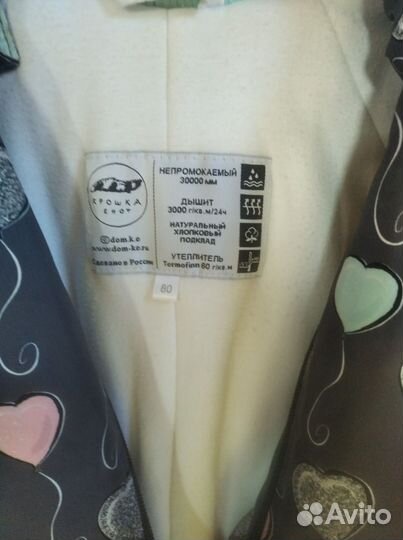 КРОШКА
ЕНОТ
©dom.k.e
www.dom-ke.ru
Сделано в России
НЕПРОМОКАЕМЫЙ
30000 мм
ДЫШИТ
3000 г/кв.м/24ч
НАТУРАЛЬНЫЙ
ХЛОПКОВЫЙ
ПОДКЛАД
УТЕПЛИТЕЛЬ
Termofinn 80 г/кв.м
80
Avito